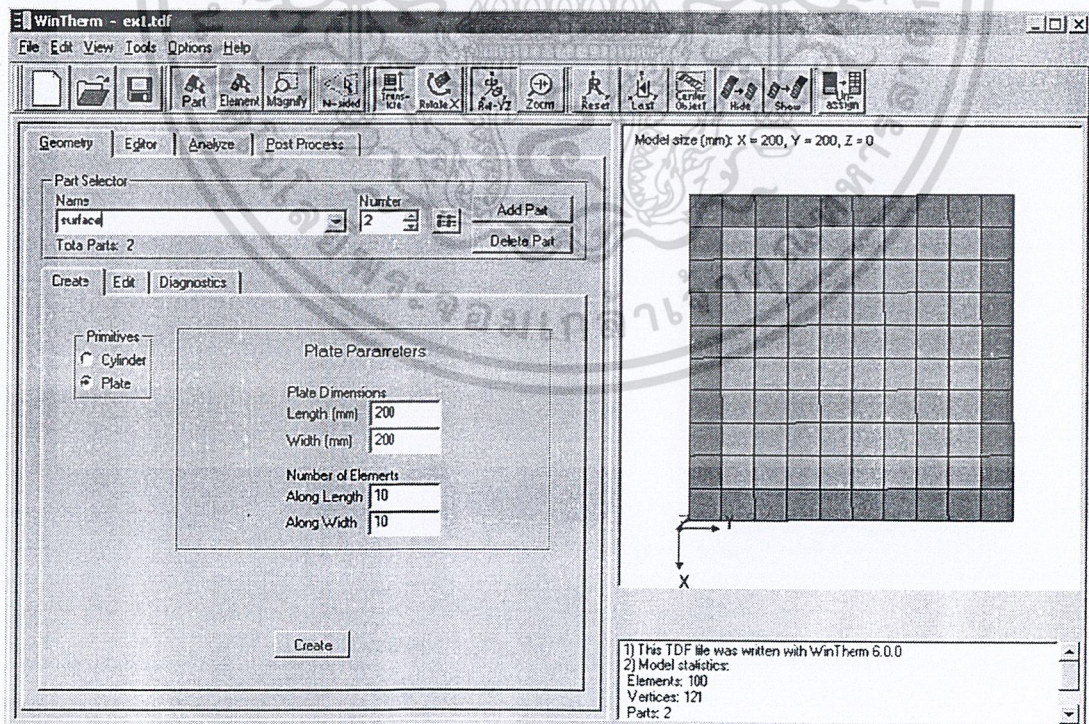 WinTherm - ex1.tdf
File Edit View Tools Options Help
Part Element Magnify N-sided Trans-late Rotate X Rot-YZ Zoom Reset Last Center Object Hide Show Un-assign
Geometry Editor Analyze Post Process
Part Selector
Name Number
surface 2 Add Part
Total Parts: 2 Delete Part
Create Edit Diagnostics
Primitives
Cylinder
Plate
Plate Parameters
Plate Dimensions
Length (mm) 200
Width (mm) 200
Number of Elements
Along Length 10
Along Width 10
Create
Model size (mm): X = 200, Y = 200, Z = 0
Y
X
1) This TDF file was written with WinTherm 6.0.0
2) Model statistics:
Elements: 100
Vertices: 121
Parts: 2